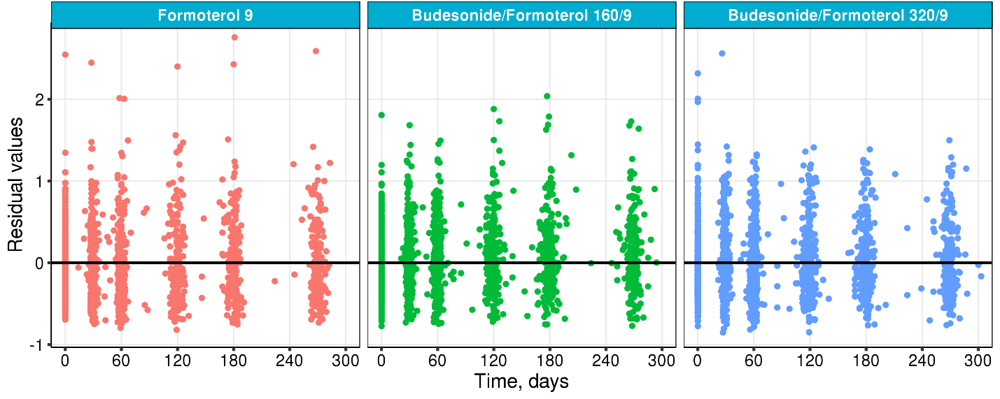 Formoterol 9
Budesonide/Formoterol 160/9
Budesonide/Formoterol 320/9
Residual values
2
1
0
-1
0 60 120 180 240 300
0 60 120 180 240 300
0 60 120 180 240 300
Time, days